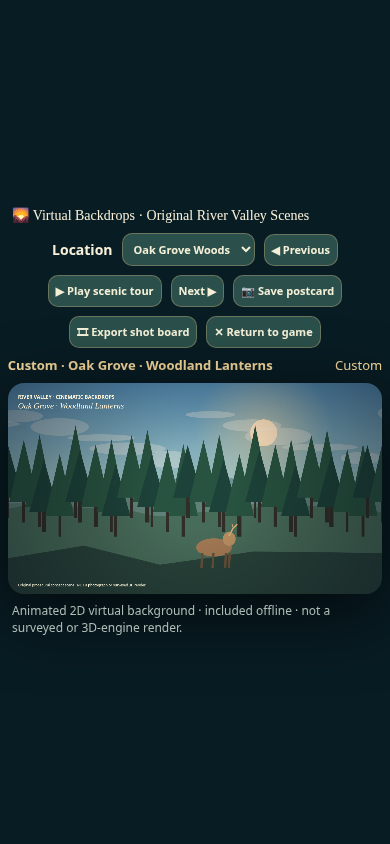 🌄 Virtual Backdrops · Original River Valley Scenes
Location Oak Grove Woods ◀ Previous
▶ Play scenic tour Next ▶ 📷 Save postcard
🎞 Export shot board ✕ Return to game
Custom · Oak Grove · Woodland Lanterns Custom
RIVER VALLEY · CINEMATIC BACKDROPS
Oak Grove · Woodland Lanterns
Animated 2D virtual background · included offline · not a
surveyed or 3D-engine render.